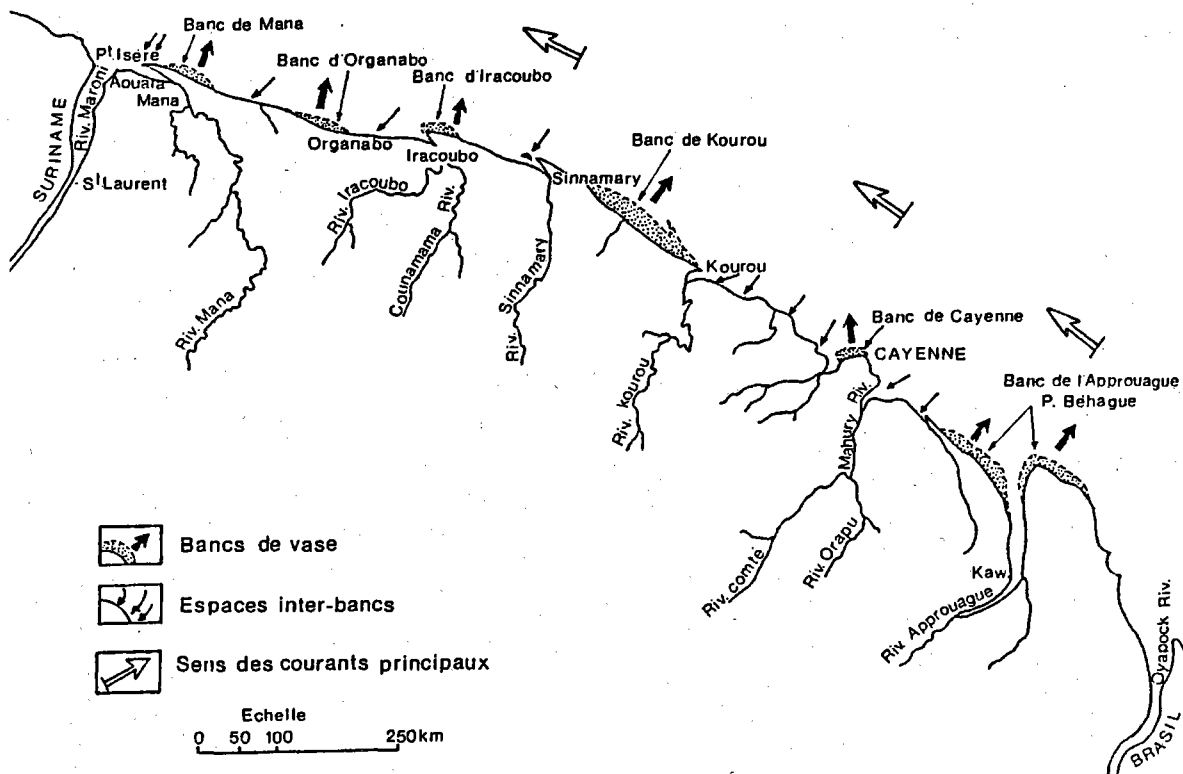 Banc de Mana
Pt Isère
Banc d'Organabo
Banc d'Iracoubo
Aouara
Mana
Riv. Maroni
SURINAME
St Laurent
Organabo
Iracoubo
Banc de Kourou
Sinnamary
Riv. Iracoubo
Counamama Riv.
Riv. Sinnamary
Riv. Mana
Kourou
Banc de Cayenne
CAYENNE
Riv. kourou
Banc de l'Approuague
P. Béhague
Mahury Riv.
Riv. comté
Riv. Orapu
Kaw
Riv. Approuague
Oyapock Riv.
BRASIL
Bancs de vase
Espaces inter-bancs
Sens des courants principaux
Echelle
0 50 100 250km